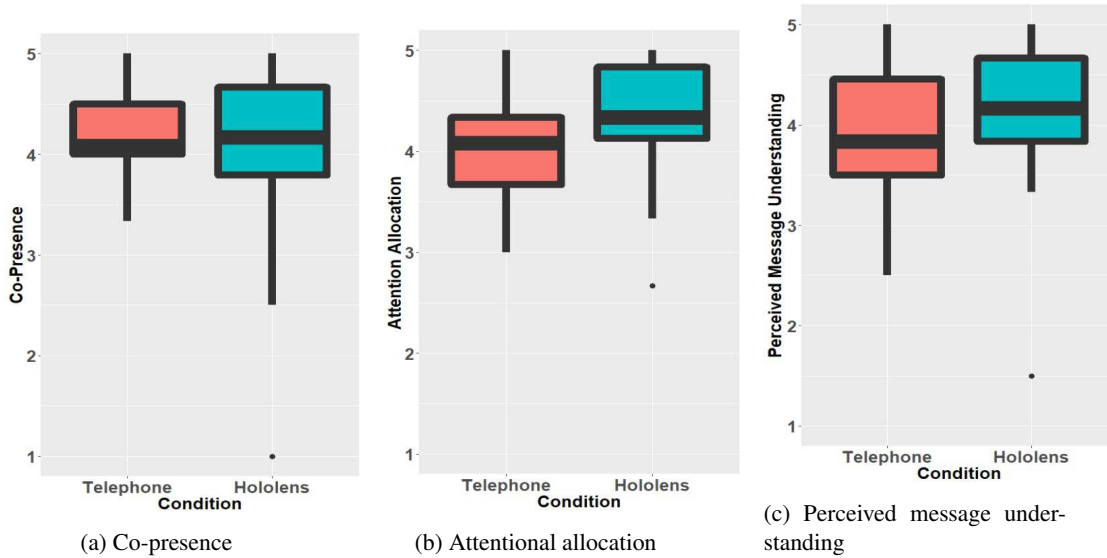 Co-Presence
5
4
3
2
1
Telephone Hololens
Condition
(a) Co-presence
Attention Allocation
5
4
3
2
1
Telephone Hololens
Condition
(b) Attentional allocation
Perceived Message Understanding
5
4
3
2
1
Telephone Hololens
Condition
(c) Perceived message under-
standing